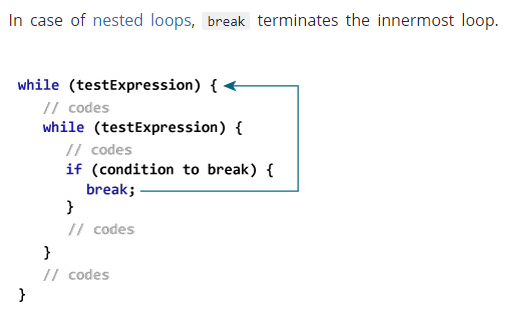 In case of nested loops, break terminates the innermost loop.
while (testExpression) {
// codes
while (testExpression) {
// codes
if (condition to break) {
break;
}
// codes
}
// codes
}